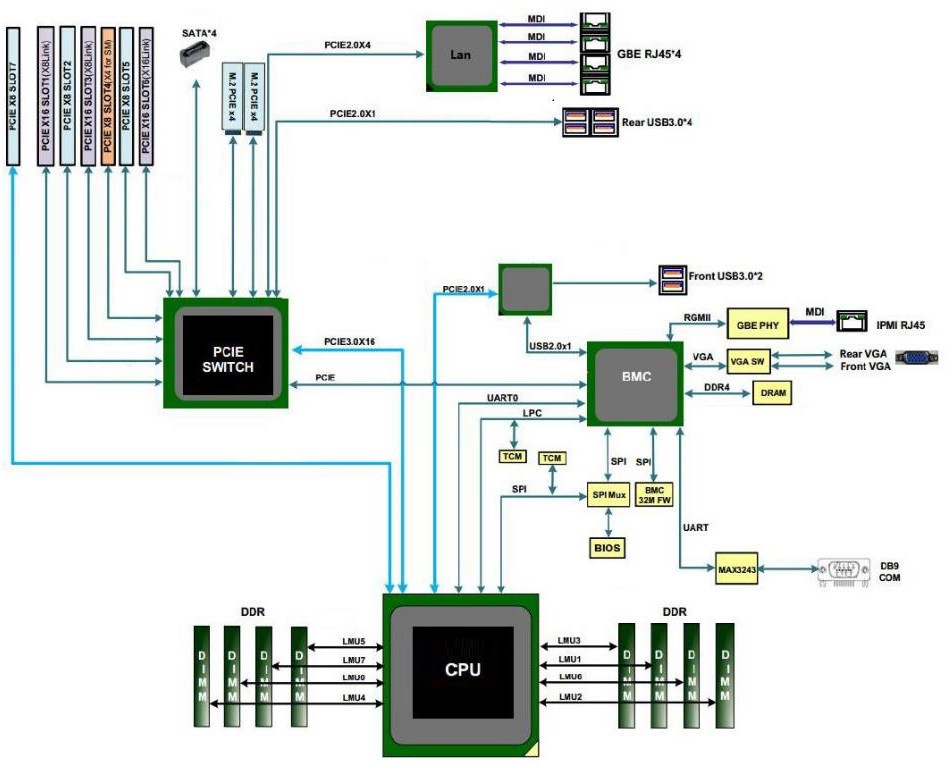 PCIE X8 SLOT7
PCIE X16 SLOT1(X8Link)
PCIE X8 SLOT2
PCIE X16 SLOT3(X8Link)
PCIE X8 SLOT4(X4 for SM)
PCIE X8 SLOT5
PCIE X16 SLOT6(X16Link)
SATA*4
M.2 PCIE x4
M.2 PCIE x4
PCIE2.0X4
Lan
MDI
MDI
MDI
MDI
GBE RJ45*4
PCIE2.0X1
Rear USB3.0*4
PCIE2.0X1
Front USB3.0*2
USB2.0x1
RGMII
GBE PHY
MDI
IPMI RJ45
PCIE
SWITCH
PCIE3.0X16
PCIE
BMC
VGA
VGA SW
Rear VGA
Front VGA
DDR4
DRAM
UART0
LPC
TCM
TCM
SPI
SPI
SPI
SPI Mux
BMC
32M FW
BIOS
UART
MAX3243
DB9
COM
DDR
DDR
DIMM
DIMM
DIMM
DIMM
LMU5
LMU7
LMU0
LMU4
CPU
LMU3
LMU1
LMU6
LMU2
DIMM
DIMM
DIMM
DIMM